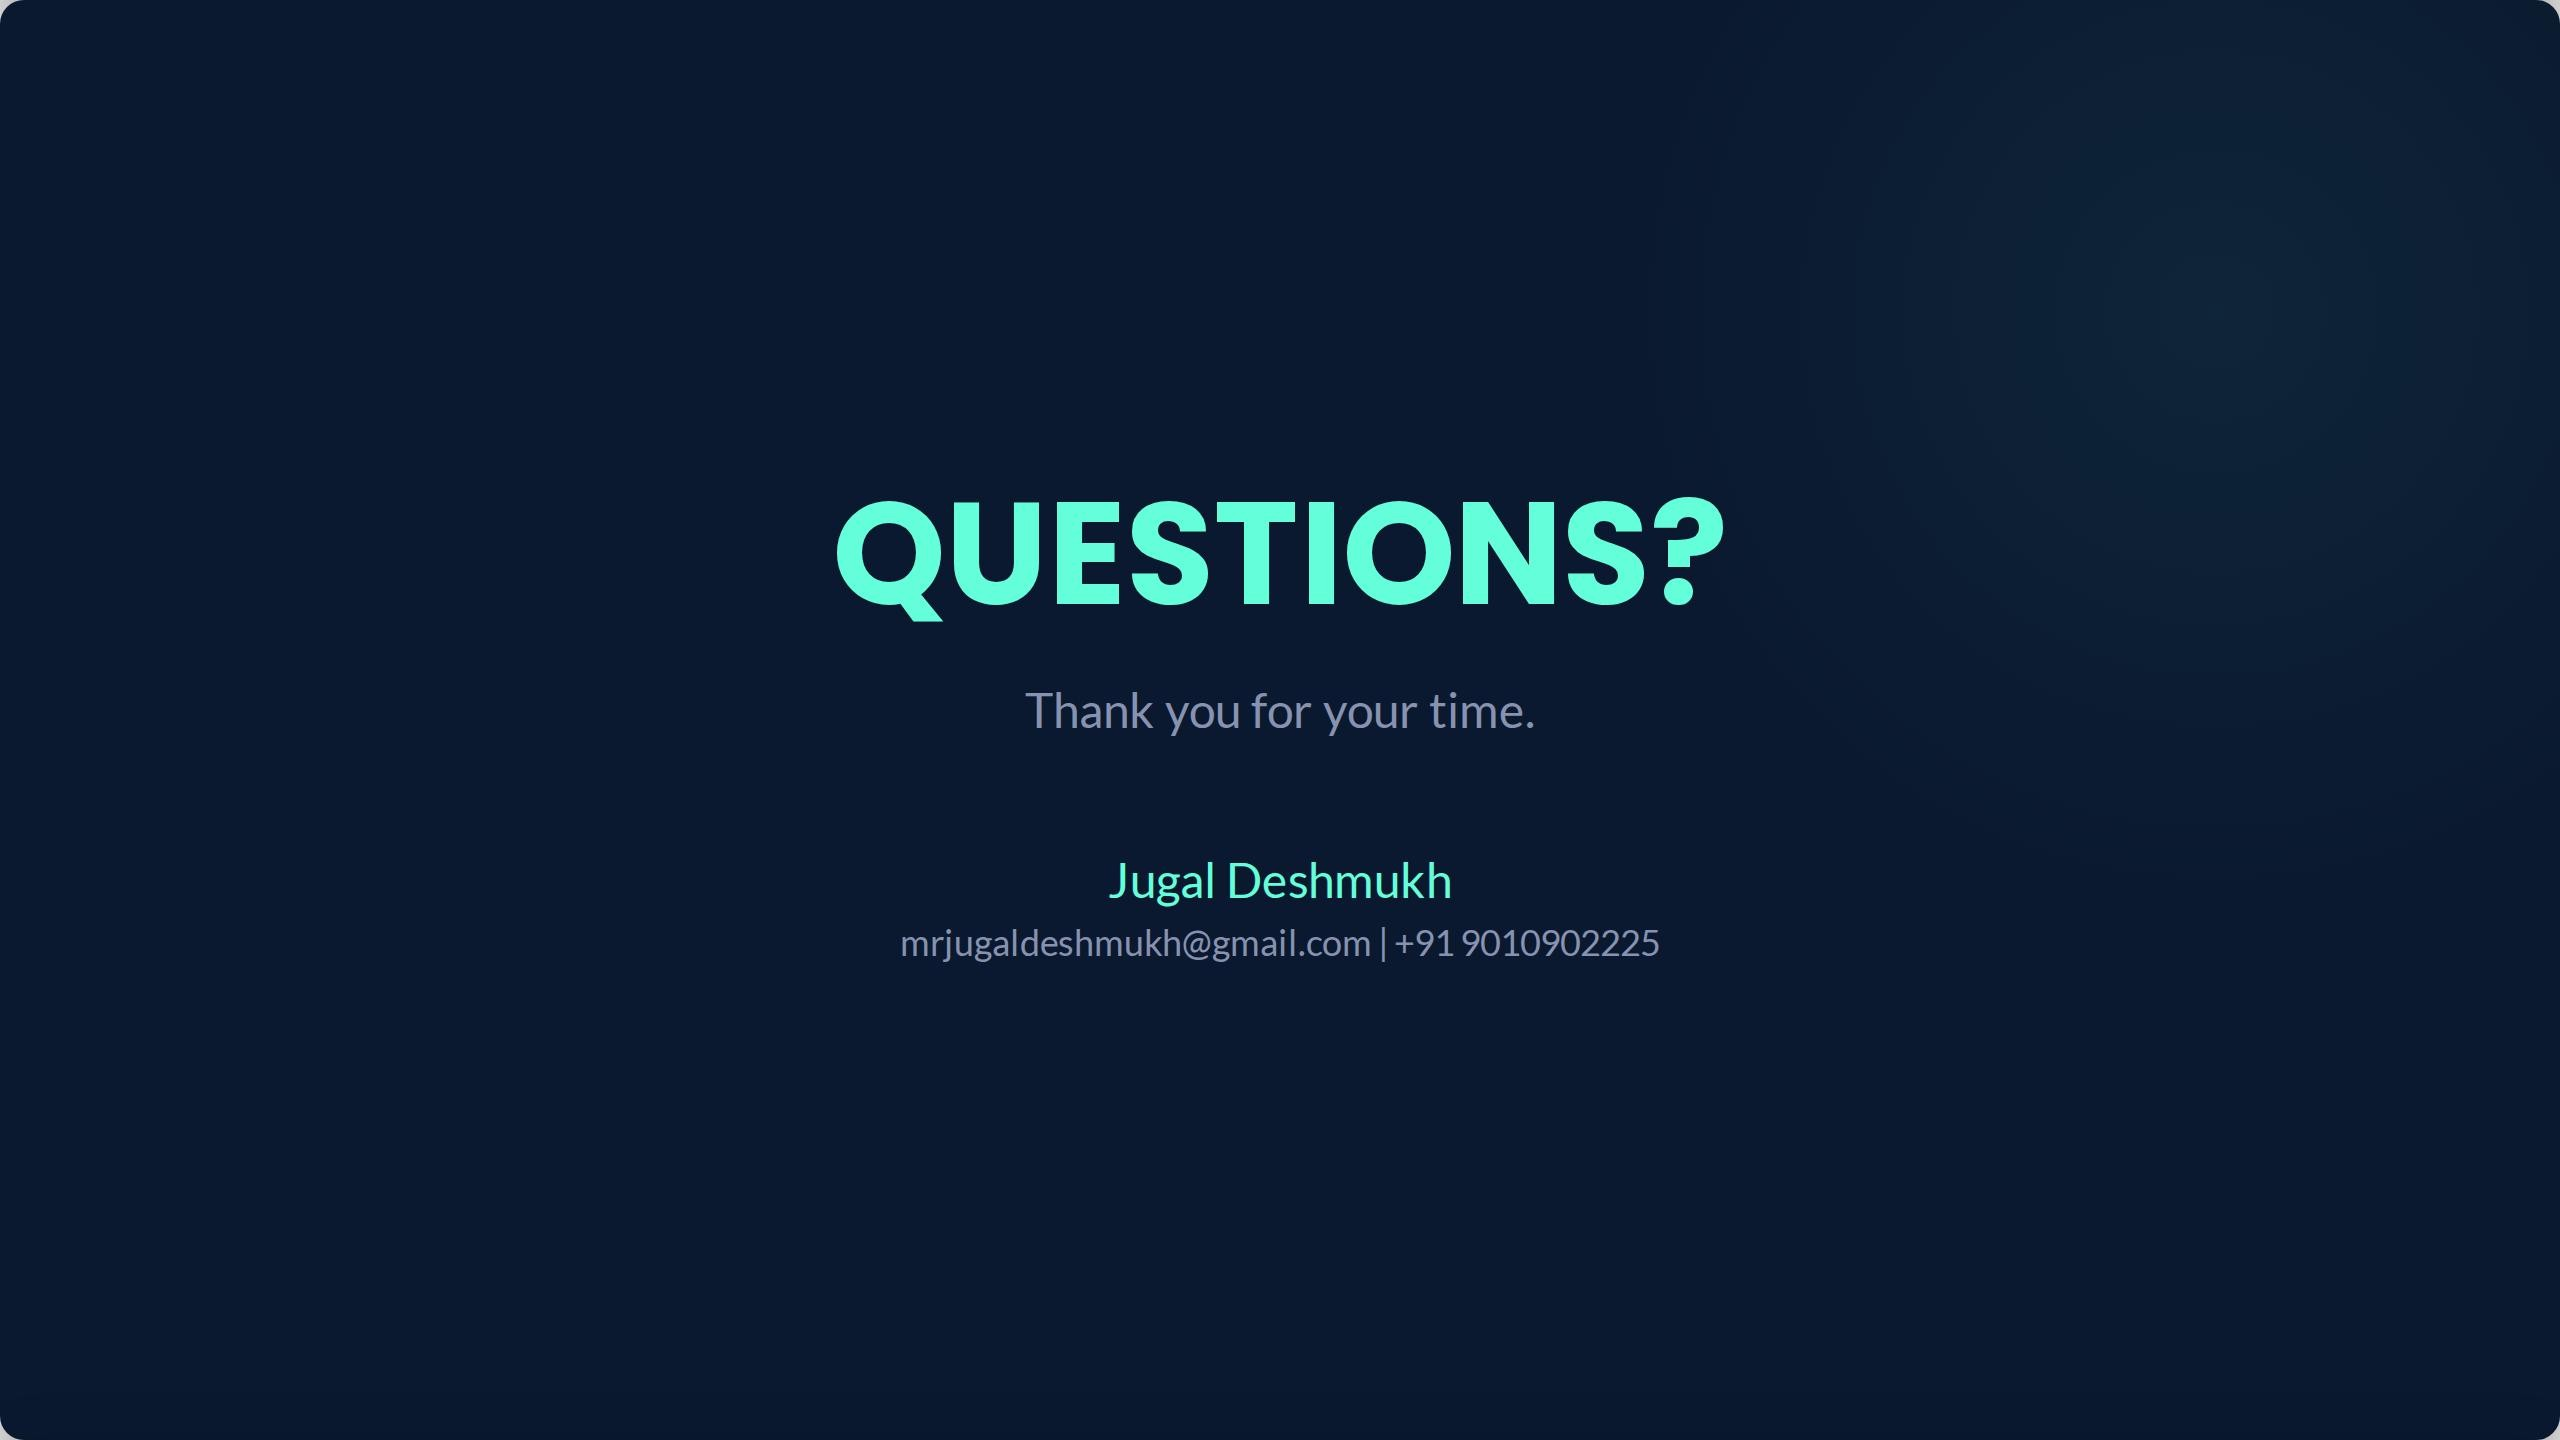 QUESTIONS?
Thank you for your time.
Jugal Deshmukh
mrjugaldeshmukh@gmail.com | +91 9010902225